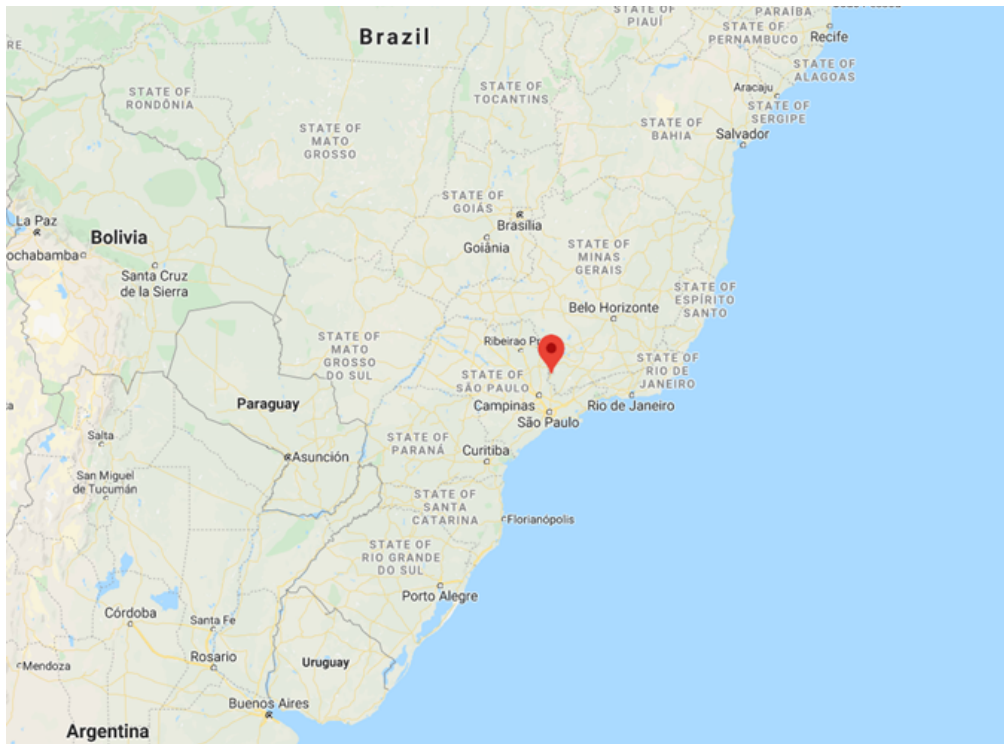 STATE OF
PIAUÍ
PARAÍBA
STATE OF
PERNAMBUCO
Recife
Brazil
RE
STATE OF
ALAGOAS
STATE OF
RONDÔNIA
STATE OF
TOCANTINS
Aracaju
STATE OF
SERGIPE
STATE OF
MATO
GROSSO
STATE OF
BAHIA
Salvador
STATE OF
GOIÁS
Brasília
Goiânia
La Paz
Bolivia
ochabamba
Santa Cruz
de la Sierra
STATE OF
MINAS
GERAIS
STATE OF
ESPÍRITO
SANTO
Belo Horizonte
STATE OF
MATO
GROSSO
DO SUL
Ribeirao Pr
STATE OF
RIO DE
JANEIRO
STATE OF
SÃO PAULO
Campinas
Rio de Janeiro
São Paulo
Paraguay
a
Salta
Asunción
STATE OF
PARANÁ
Curitiba
San Miguel
de Tucumán
STATE OF
SANTA
CATARINA
Florianópolis
STATE OF
RIO GRANDE
DO SUL
Porto Alegre
Córdoba
Santa Fe
Rosario
Mendoza
Uruguay
Buenos Aires
Argentina